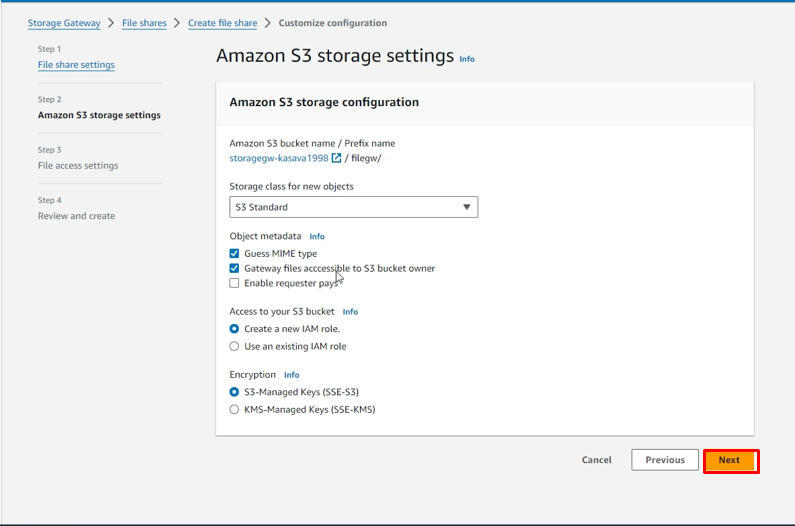 Storage Gateway > File shares > Create file share > Customize configuration
Step 1
File share settings
Step 2
Amazon S3 storage settings
Step 3
File access settings
Step 4
Review and create
Amazon S3 storage settings Info
Amazon S3 storage configuration
Amazon S3 bucket name / Prefix name
storagegw-kasava1998 / filegw/
Storage class for new objects
S3 Standard
Object metadata Info
Guess MIME type
Gateway files acccessible to S3 bucket owner
Enable requester pays
Access to your S3 bucket Info
Create a new IAM role.
Use an existing IAM role
Encryption Info
S3-Managed Keys (SSE-S3)
KMS-Managed Keys (SSE-KMS)
Cancel Previous Next